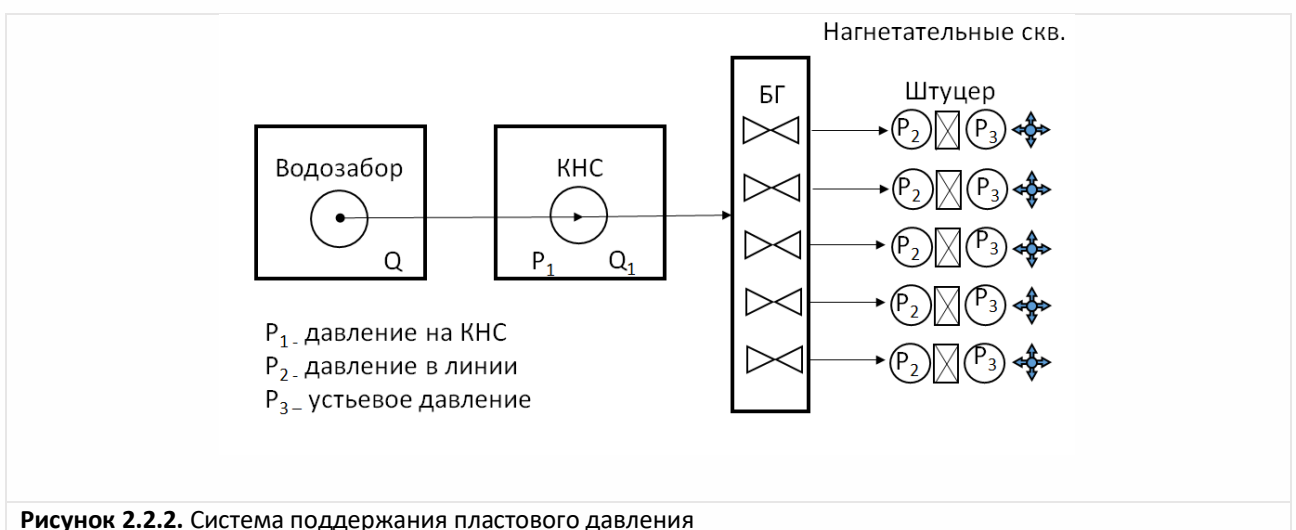 Нагнетательные скв.
БГ
Штуцер
Водозабор
КНС
Q
P₁ Q₁
P₂ P₃
P₂ P₃
P₂ P₃
P₂ P₃
P₂ P₃
P₁ - давление на КНС
P₂ - давление в линии
P₃ – устьевое давление
Рисунок 2.2.2. Система поддержания пластового давления